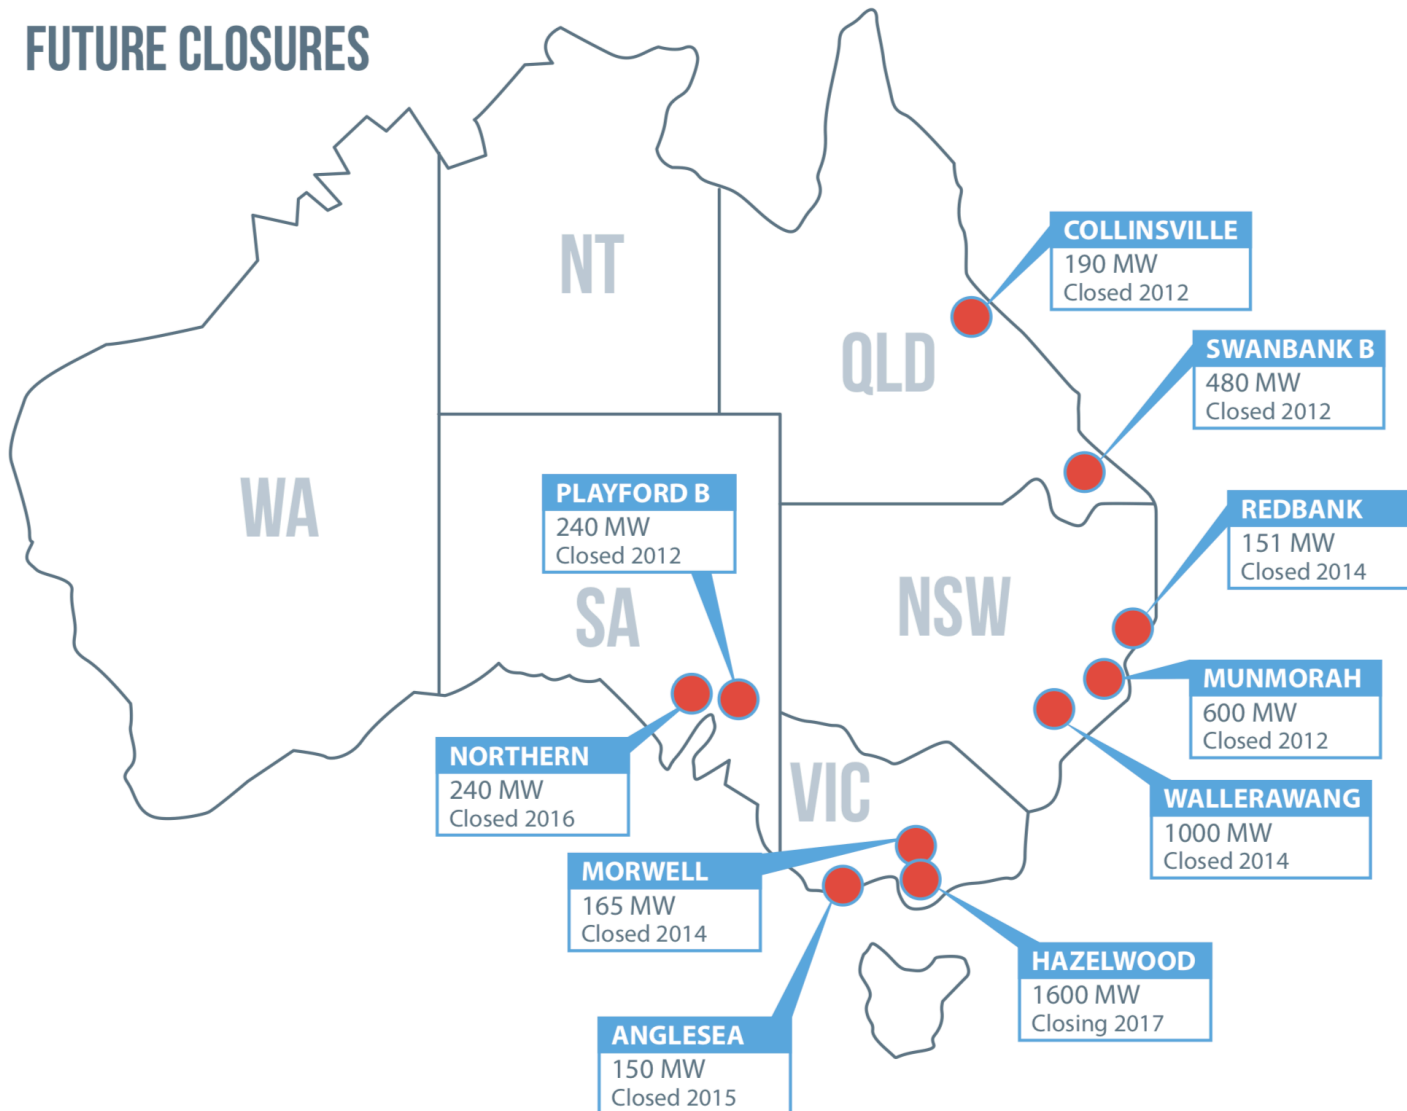 FUTURE CLOSURES
NT
QLD
WA
SA
NSW
VIC
COLLINSVILLE
190 MW
Closed 2012
SWANBANK B
480 MW
Closed 2012
PLAYFORD B
240 MW
Closed 2012
REDBANK
151 MW
Closed 2014
MUNMORAH
600 MW
Closed 2012
NORTHERN
240 MW
Closed 2016
WALLERAWANG
1000 MW
Closed 2014
MORWELL
165 MW
Closed 2014
HAZELWOOD
1600 MW
Closing 2017
ANGLESEA
150 MW
Closed 2015